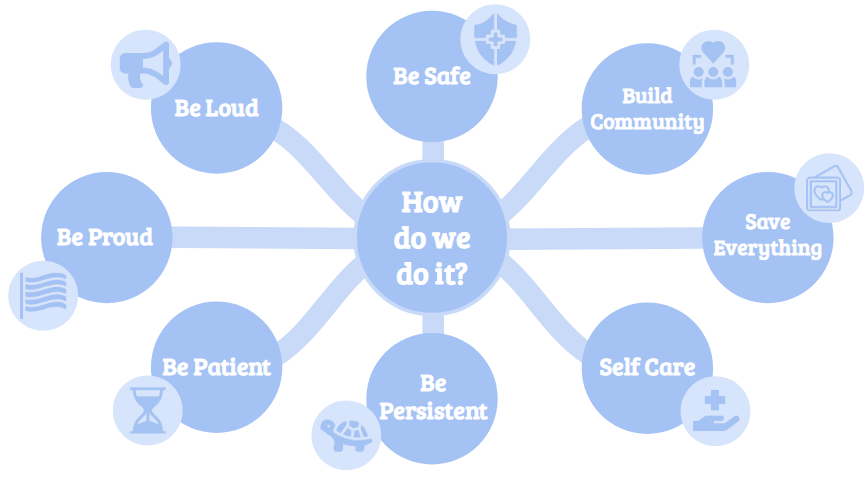 Be Safe
Be Loud
Build
Community
How
do we
do it?
Be Proud
Save
Everything
Be Patient
Self Care
Be
Persistent